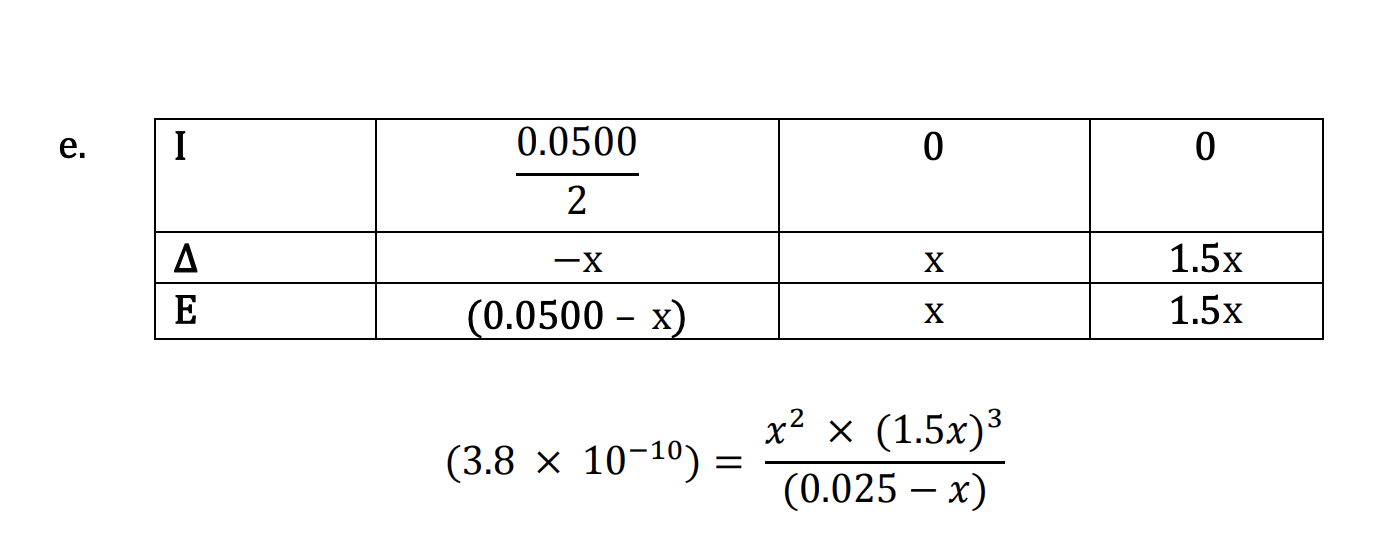 e. I 0.0500/2 0 0
Δ −x x 1.5x
E (0.0500 – x) x 1.5x
(3.8 × 10⁻¹⁰) = x² × (1.5x)³ / (0.025 − x)